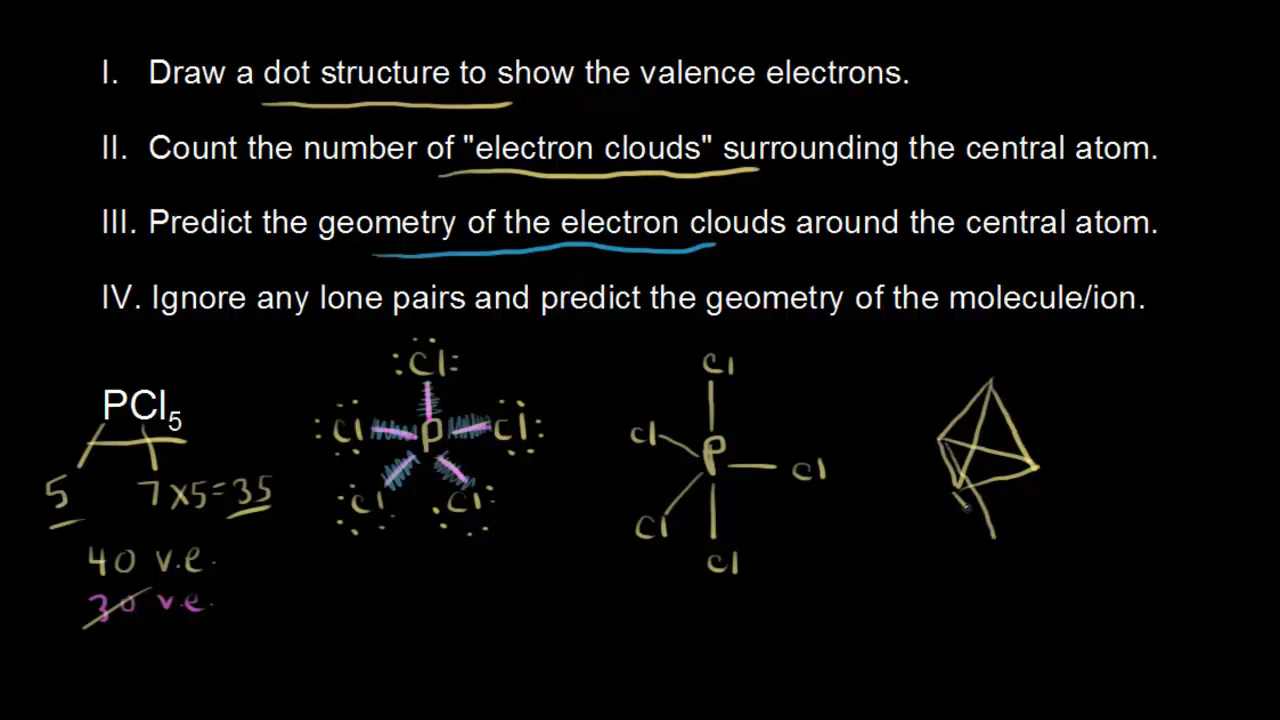 I. Draw a dot structure to show the valence electrons.
II. Count the number of "electron clouds" surrounding the central atom.
III. Predict the geometry of the electron clouds around the central atom.
IV. Ignore any lone pairs and predict the geometry of the molecule/ion.
PCl₅
5 7×5=35
40 v.e.
30 v.e.
:Cl:
:Cl P Cl:
:Cl Cl:
Cl
Cl P Cl
Cl
Cl